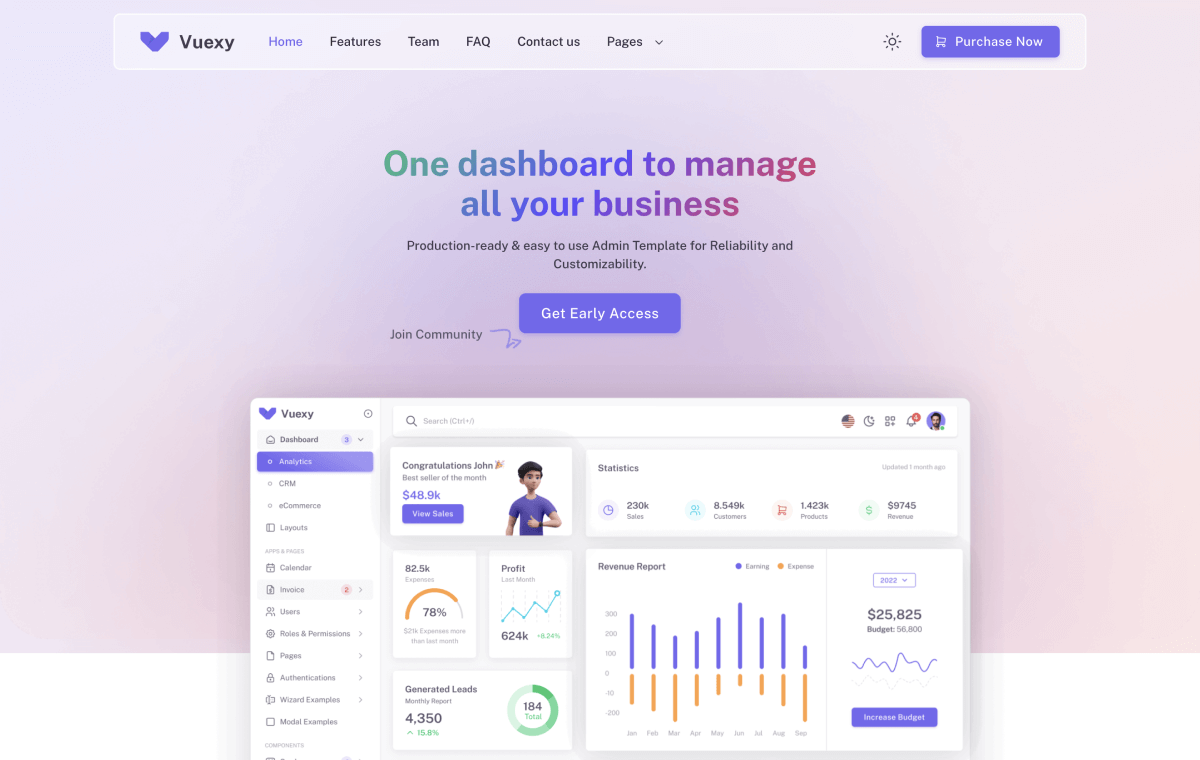 Vuexy
Home
Features
Team
FAQ
Contact us
Pages
Purchase Now
One dashboard to manage
all your business
Production-ready & easy to use Admin Template for Reliability and
Customizability.
Get Early Access
Join Community
Vuexy
Dashboard
3
Analytics
CRM
eCommerce
Layouts
APPS & PAGES
Calendar
Invoice
2
Users
Roles & Permissions
Pages
Authentications
Wizard Examples
Modal Examples
COMPONENTS
Search (Ctrl+/)
4
Congratulations John
Best seller of the month
$48.9k
View Sales
Statistics
Updated 1 month ago
230k
Sales
8.549k
Customers
1.423k
Products
$9745
Revenue
82.5k
Expenses
78%
$21k Expenses more
than last month
Profit
Last Month
624k
+8.24%
Generated Leads
Monthly Report
4,350
15.8%
184
Total
Revenue Report
Earning
Expense
300
200
100
0
-10
-200
Jan
Feb
Mar
Apr
May
Jun
Jul
Aug
Sep
2022
$25,825
Budget: 56,800
Increase Budget